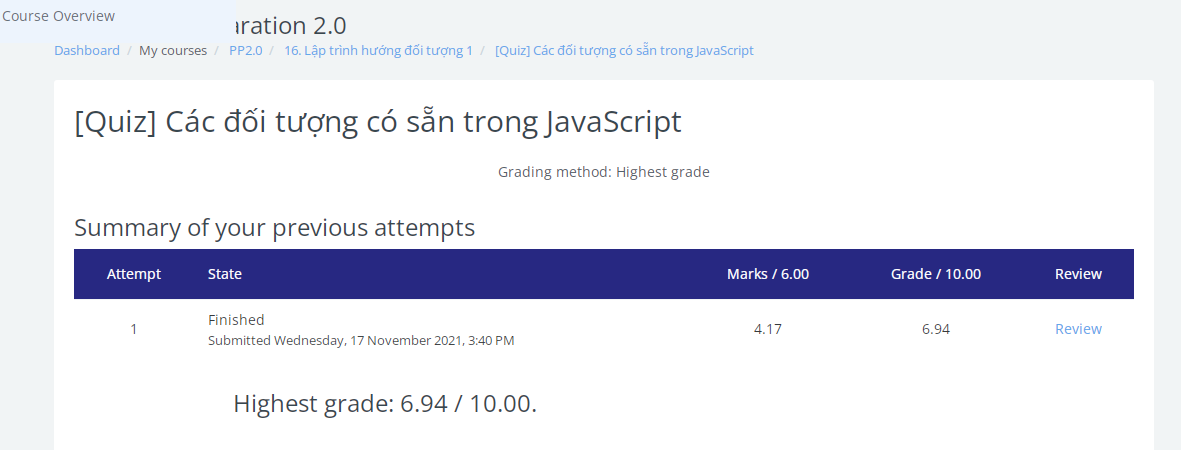 Course Overview
aration 2.0
Dashboard / My courses / PP2.0 / 16. Lập trình hướng đối tượng 1 / [Quiz] Các đối tượng có sẵn trong JavaScript
[Quiz] Các đối tượng có sẵn trong JavaScript
Grading method: Highest grade
Summary of your previous attempts
Attempt State Marks / 6.00 Grade / 10.00 Review
Finished
1 4.17 6.94 Review
Submitted Wednesday, 17 November 2021, 3:40 PM
Highest grade: 6.94 / 10.00.